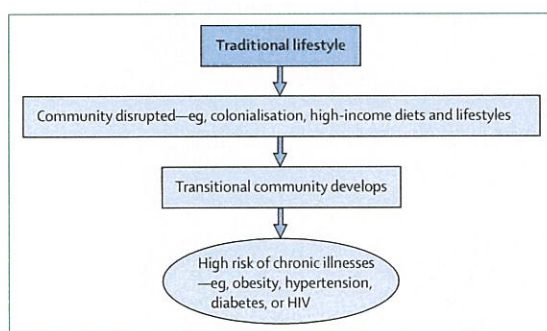 Traditional lifestyle
Community disrupted—eg, colonialisation, high-income diets and lifestyles
Transitional community develops
High risk of chronic illnesses
—eg, obesity, hypertension,
diabetes, or HIV